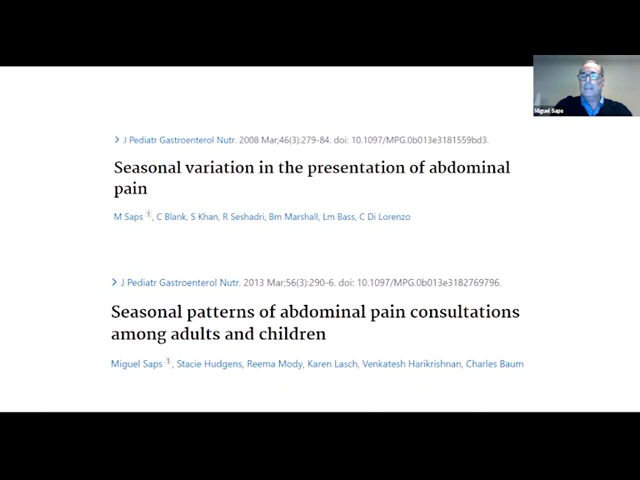 Miguel Saps
> J Pediatr Gastroenterol Nutr. 2008 Mar;46(3):279-84. doi: 10.1097/MPG.0b013e3181559bd3.
Seasonal variation in the presentation of abdominal
pain
M Saps 1, C Blank, S Khan, R Seshadri, Bm Marshall, Lm Bass, C Di Lorenzo
> J Pediatr Gastroenterol Nutr. 2013 Mar;56(3):290-6. doi: 10.1097/MPG.0b013e3182769796.
Seasonal patterns of abdominal pain consultations
among adults and children
Miguel Saps 1, Stacie Hudgens, Reema Mody, Karen Lasch, Venkatesh Harikrishnan, Charles Baum